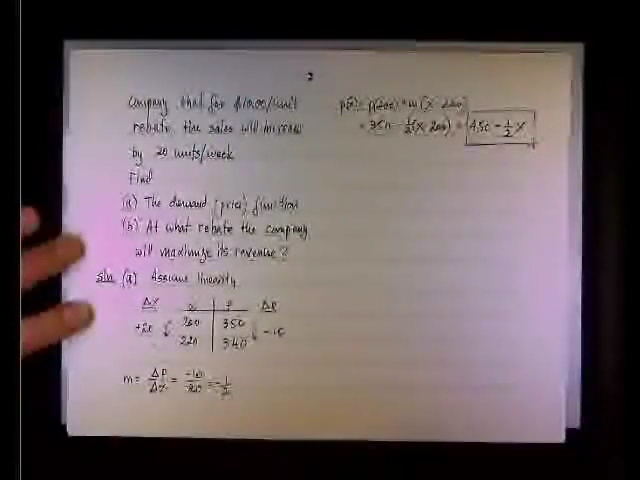 Company that for $10.00/unit
rebate, the sales will increase
by 20 units/week
Find
(a) The demand (price) function
(b) At what rebate the company
will maximize its revenue?
Sln (a) Assume linearity
Δx x p ΔP
+20 200 350 -10
220 340
m = ΔP/Δx = -10/20 = -1/2
p(x) = p(200) + m(x-200)
= 350 - 1/2(x-200) = 450 - 1/2 x